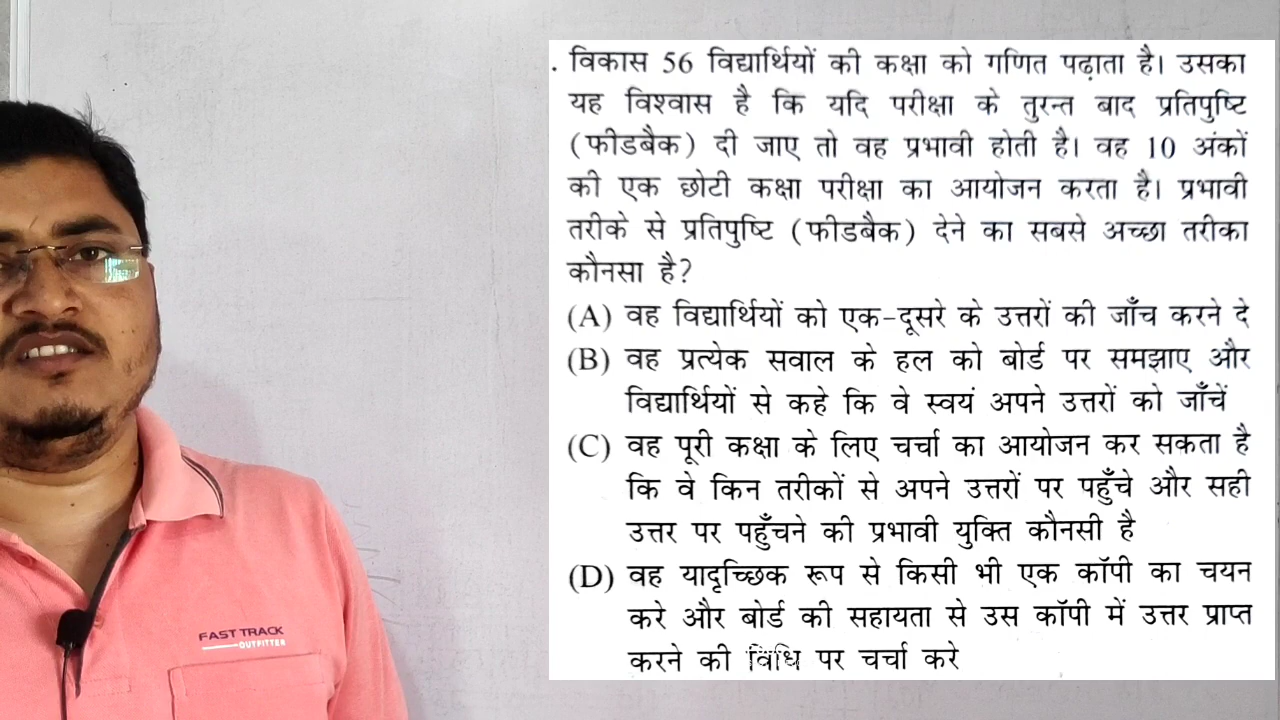 FAST TRACK
OUTFITTER
. विकास 56 विद्यार्थियों की कक्षा को गणित पढ़ाता है। उसका
यह विश्वास है कि यदि परीक्षा के तुरन्त बाद प्रतिपुष्टि
(फीडबैक) दी जाए तो वह प्रभावी होती है। वह 10 अंकों
की एक छोटी कक्षा परीक्षा का आयोजन करता है। प्रभावी
तरीके से प्रतिपुष्टि (फीडबैक) देने का सबसे अच्छा तरीका
कौनसा है?
(A) वह विद्यार्थियों को एक-दूसरे के उत्तरों की जाँच करने दे
(B) वह प्रत्येक सवाल के हल को बोर्ड पर समझाए और
विद्यार्थियों से कहे कि वे स्वयं अपने उत्तरों को जाँचें
(C) वह पूरी कक्षा के लिए चर्चा का आयोजन कर सकता है
कि वे किन तरीकों से अपने उत्तरों पर पहुँचे और सही
उत्तर पर पहुँचने की प्रभावी युक्ति कौनसी है
(D) वह यादृच्छिक रूप से किसी भी एक कॉपी का चयन
करे और बोर्ड की सहायता से उस कॉपी में उत्तर प्राप्त
करने की विधि पर चर्चा करे